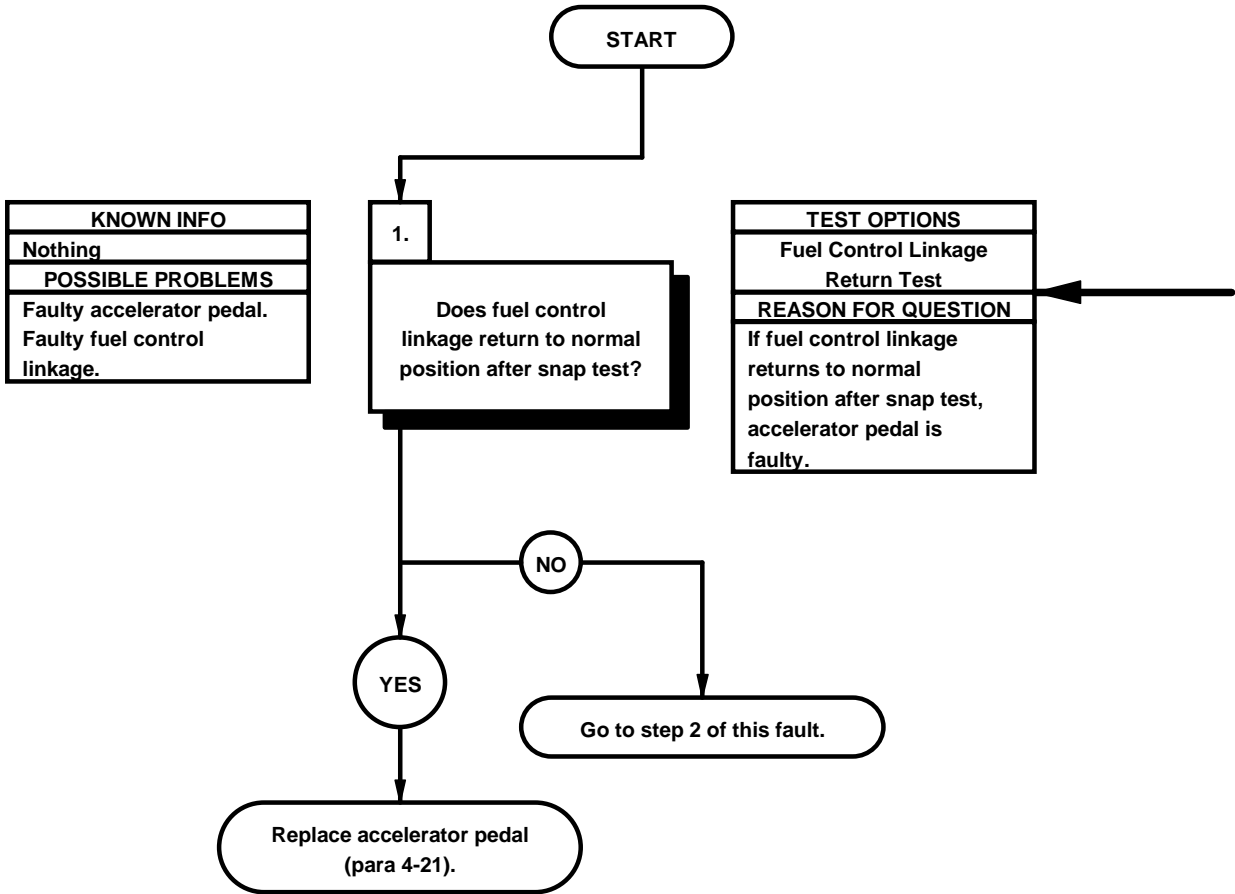 START
KNOWN INFO
Nothing
POSSIBLE PROBLEMS
Faulty accelerator pedal.
Faulty fuel control
linkage.
1.
Does fuel control
linkage return to normal
position after snap test?
TEST OPTIONS
Fuel Control Linkage
Return Test
REASON FOR QUESTION
If fuel control linkage
returns to normal
position after snap test,
accelerator pedal is
faulty.
NO
YES
Go to step 2 of this fault.
Replace accelerator pedal
(para 4-21).